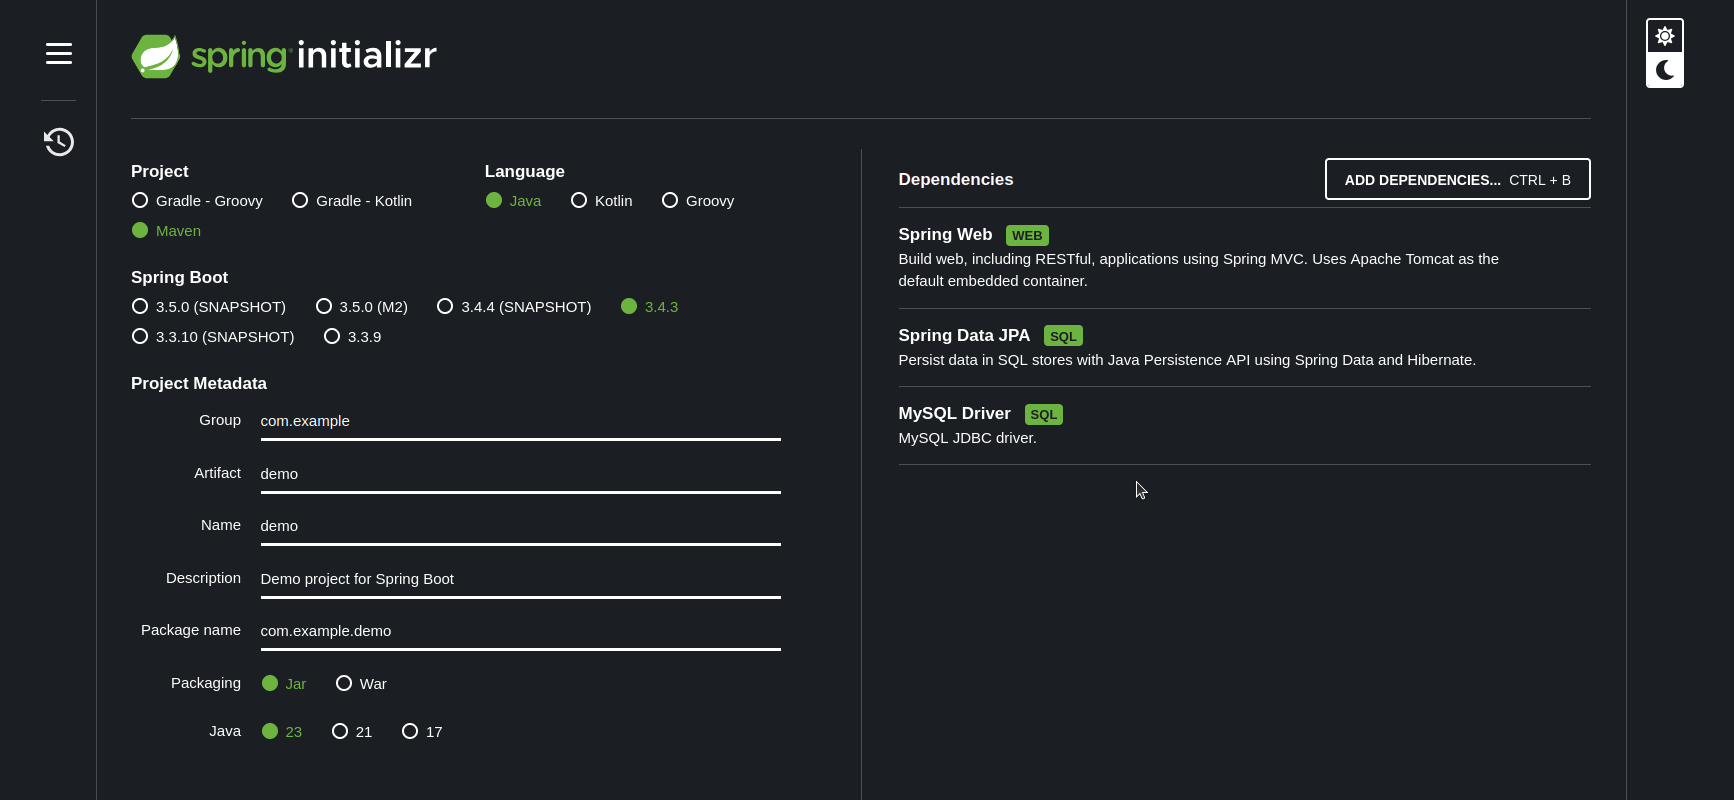 spring initializr
Project
Gradle - Groovy Gradle - Kotlin
Maven
Language
Java Kotlin Groovy
Spring Boot
3.5.0 (SNAPSHOT) 3.5.0 (M2) 3.4.4 (SNAPSHOT) 3.4.3
3.3.10 (SNAPSHOT) 3.3.9
Project Metadata
Group com.example
Artifact demo
Name demo
Description Demo project for Spring Boot
Package name com.example.demo
Packaging Jar War
Java 23 21 17
Dependencies ADD DEPENDENCIES... CTRL + B
Spring Web WEB
Build web, including RESTful, applications using Spring MVC. Uses Apache Tomcat as the
default embedded container.
Spring Data JPA SQL
Persist data in SQL stores with Java Persistence API using Spring Data and Hibernate.
MySQL Driver SQL
MySQL JDBC driver.